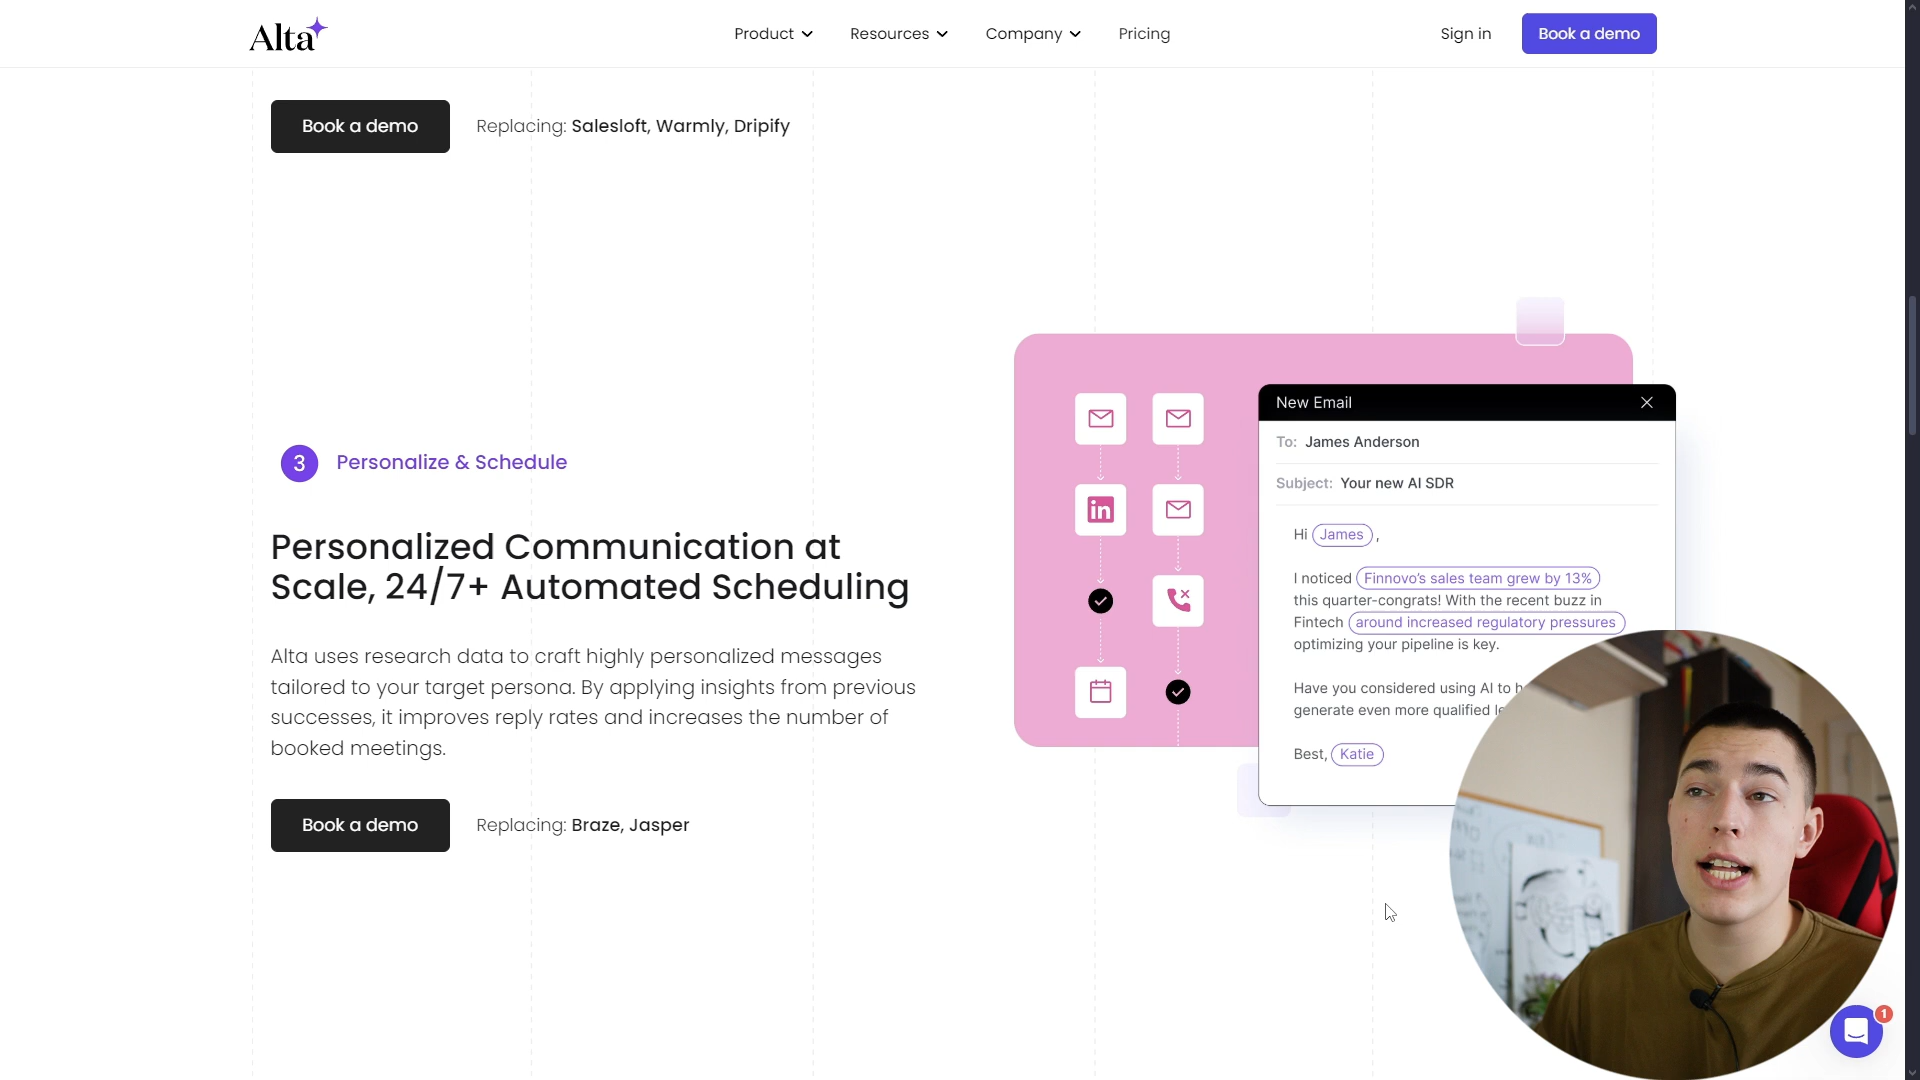 Alta
Product
Resources
Company
Pricing
Sign in
Book a demo
Book a demo
Replacing: Salesloft, Warmly, Dripify
3
Personalize & Schedule
Personalized Communication at
Scale, 24/7+ Automated Scheduling
Alta uses research data to craft highly personalized messages
tailored to your target persona. By applying insights from previous
successes, it improves reply rates and increases the number of
booked meetings.
Book a demo
Replacing: Braze, Jasper
in
New Email
To: James Anderson
Subject: Your new AI SDR
Hi James ,
I noticed Finnovo's sales team grew by 13%
this quarter-congrats! With the recent buzz in
Fintech around increased regulatory pressures
optimizing your pipeline is key.
Have you considered using AI to
generate even more qualified
Best, Katie
1